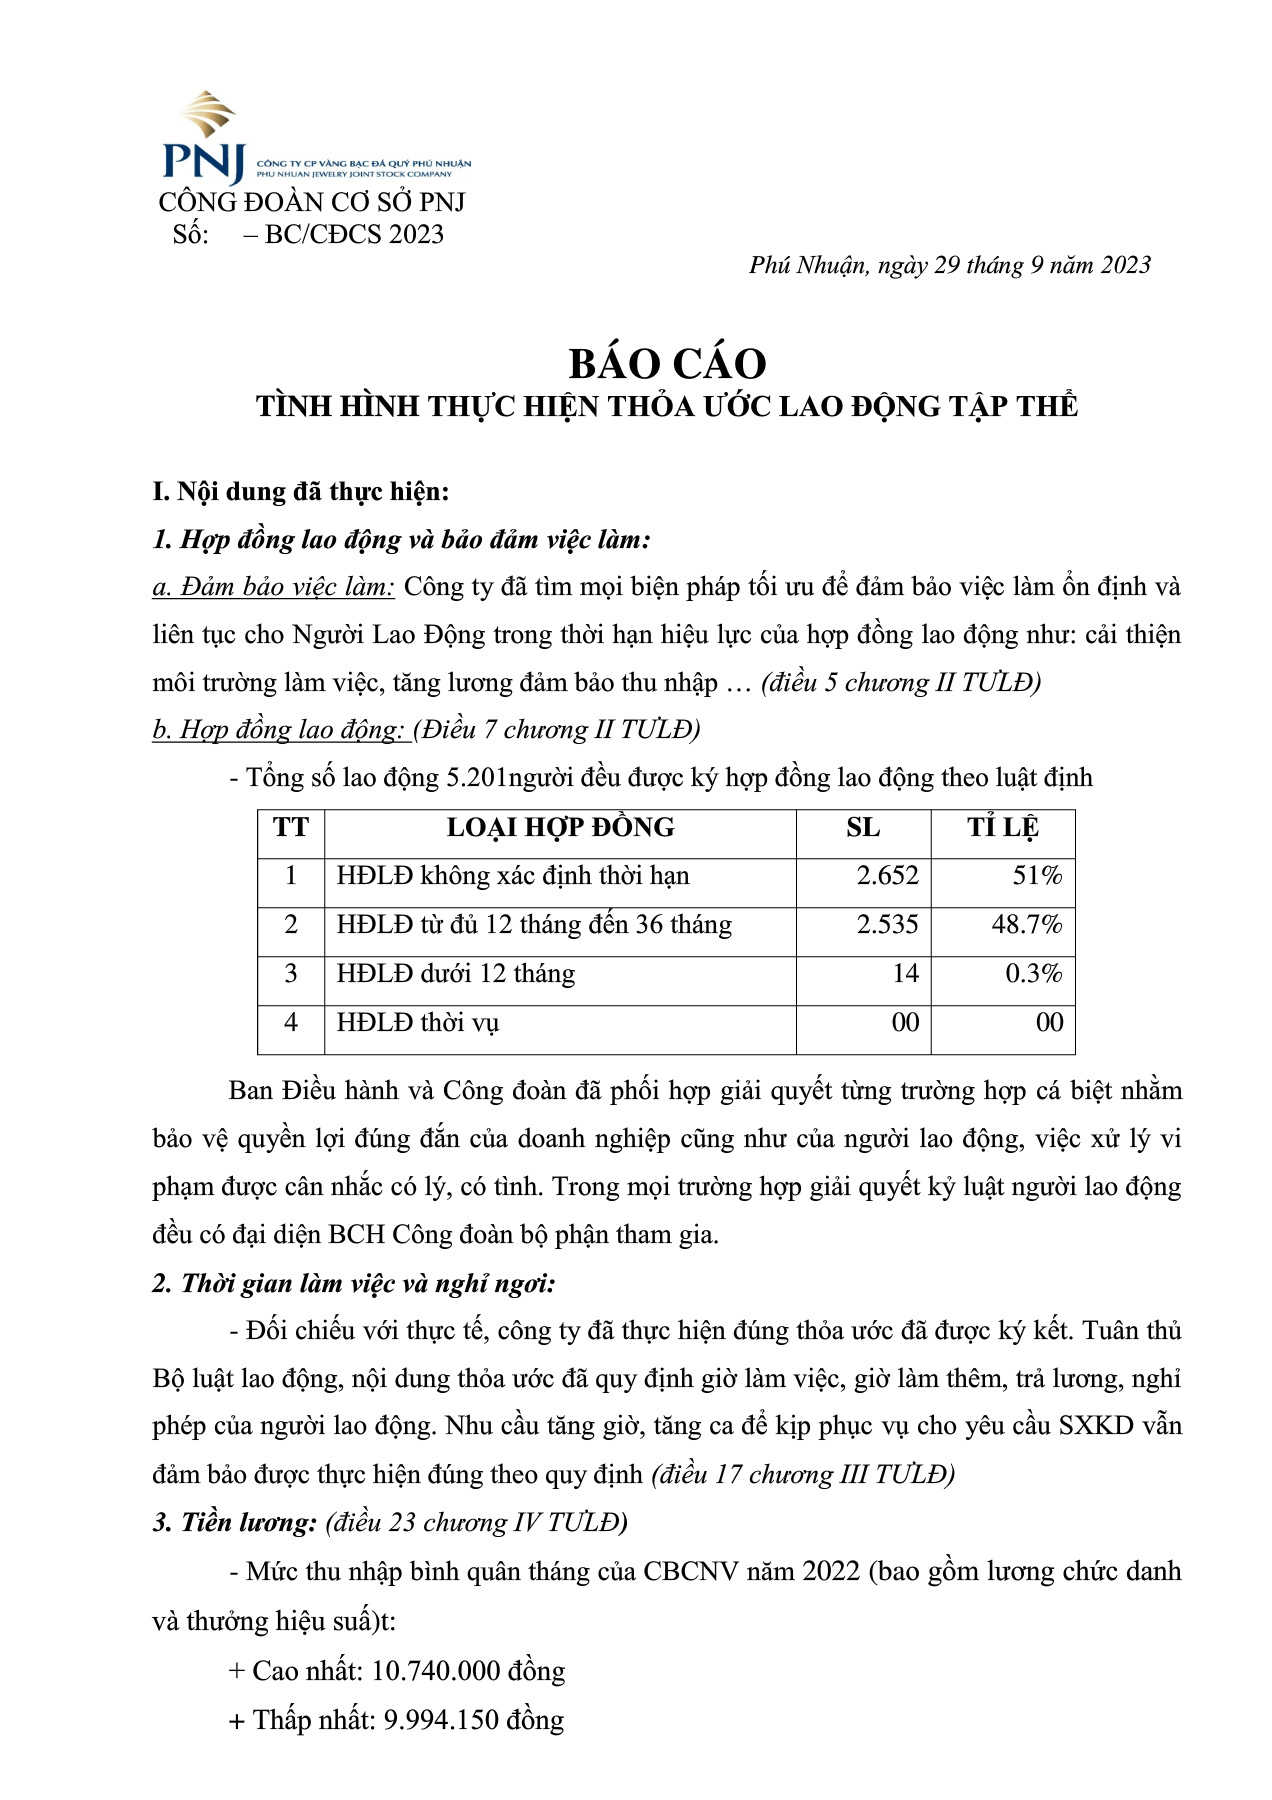 PNJ
CÔNG TY CP VÀNG BẠC ĐÁ QUÝ PHÚ NHUẬN
PHU NHUAN JEWELRY JOINT STOCK COMPANY
CÔNG ĐOÀN CƠ SỞ PNJ
Số: – BC/CĐCS 2023
Phú Nhuận, ngày 29 tháng 9 năm 2023
BÁO CÁO
TÌNH HÌNH THỰC HIỆN THỎA ƯỚC LAO ĐỘNG TẬP THỂ
I. Nội dung đã thực hiện:
1. Hợp đồng lao động và bảo đảm việc làm:
a. Đảm bảo việc làm: Công ty đã tìm mọi biện pháp tối ưu để đảm bảo việc làm ổn định và
liên tục cho Người Lao Động trong thời hạn hiệu lực của hợp đồng lao động như: cải thiện
môi trường làm việc, tăng lương đảm bảo thu nhập … (điều 5 chương II TƯLĐ)
b. Hợp đồng lao động: (Điều 7 chương II TƯLĐ)
- Tổng số lao động 5.201người đều được ký hợp đồng lao động theo luật định
TT LOẠI HỢP ĐỒNG SL TỈ LỆ
1 HĐLĐ không xác định thời hạn 2.652 51%
2 HĐLĐ từ đủ 12 tháng đến 36 tháng 2.535 48.7%
3 HĐLĐ dưới 12 tháng 14 0.3%
4 HĐLĐ thời vụ 00 00
Ban Điều hành và Công đoàn đã phối hợp giải quyết từng trường hợp cá biệt nhằm
bảo vệ quyền lợi đúng đắn của doanh nghiệp cũng như của người lao động, việc xử lý vi
phạm được cân nhắc có lý, có tình. Trong mọi trường hợp giải quyết kỷ luật người lao động
đều có đại diện BCH Công đoàn bộ phận tham gia.
2. Thời gian làm việc và nghỉ ngơi:
- Đối chiếu với thực tế, công ty đã thực hiện đúng thỏa ước đã được ký kết. Tuân thủ
Bộ luật lao động, nội dung thỏa ước đã quy định giờ làm việc, giờ làm thêm, trả lương, nghỉ
phép của người lao động. Nhu cầu tăng giờ, tăng ca để kịp phục vụ cho yêu cầu SXKD vẫn
đảm bảo được thực hiện đúng theo quy định (điều 17 chương III TƯLĐ)
3. Tiền lương: (điều 23 chương IV TƯLĐ)
- Mức thu nhập bình quân tháng của CBCNV năm 2022 (bao gồm lương chức danh
và thưởng hiệu suấ)t:
+ Cao nhất: 10.740.000 đồng
+ Thấp nhất: 9.994.150 đồng